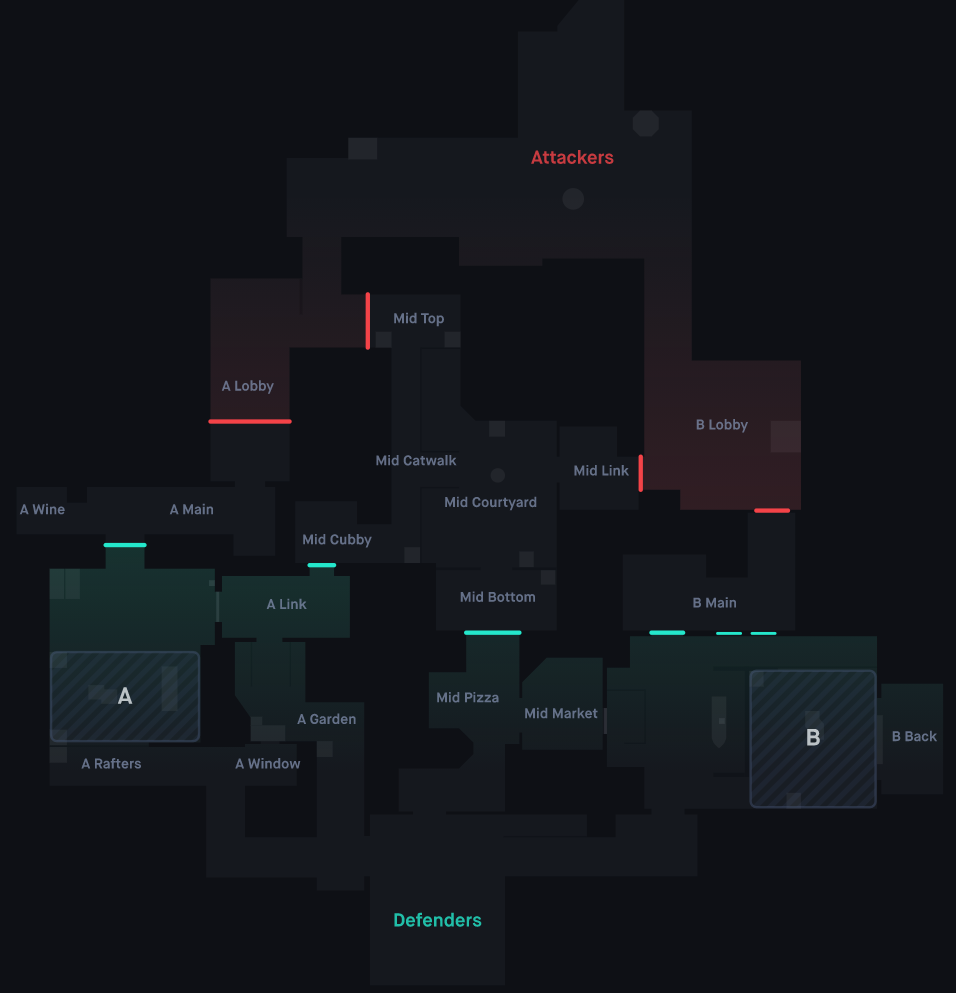 Attackers
Mid Top
A Lobby
B Lobby
Mid Catwalk
Mid Link
Mid Courtyard
A Wine
A Main
Mid Cubby
A Link
Mid Bottom
B Main
A
Mid Pizza
Mid Market
A Garden
B
B Back
A Rafters
A Window
Defenders